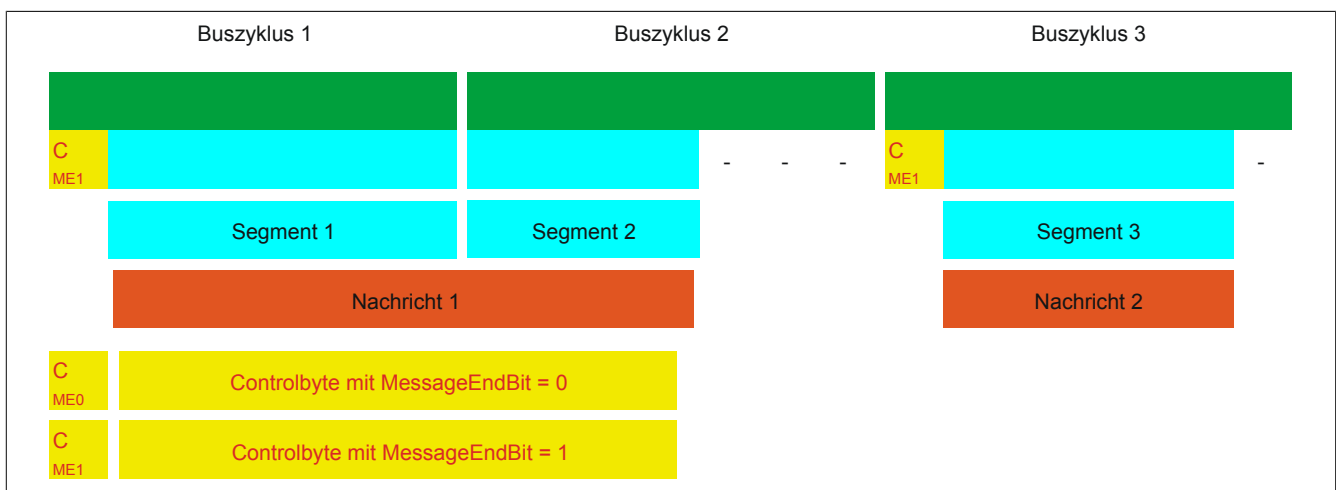 Buszyklus 1 Buszyklus 2 Buszyklus 3
C - - - C -
ME1 ME1
Segment 1 Segment 2 Segment 3
Nachricht 1 Nachricht 2
C
ME0 Controlbyte mit MessageEndBit = 0
C
ME1 Controlbyte mit MessageEndBit = 1